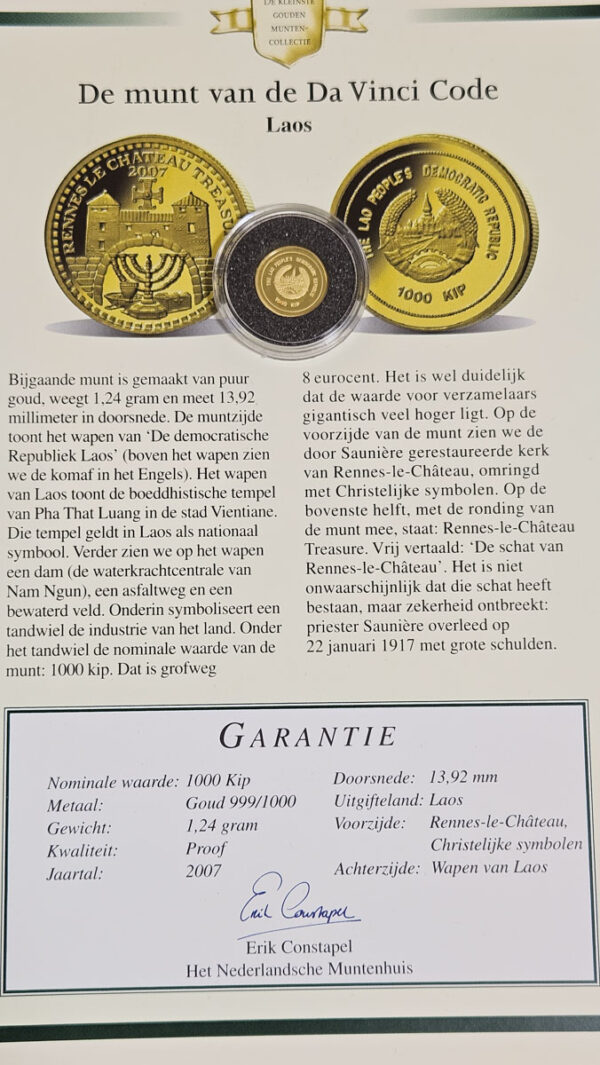 DE KLEINSTE
GOUDEN
MUNTEN-
COLLECTIE
De munt van de Da Vinci Code
Laos
RENNES LE CHATEAU TREASURE
2007
THE LAO PEOPLE'S DEMOCRATIC REPUBLIC
1000 KIP
THE LAO PEOPLE'S DEMOCRATIC REPUBLIC
1000 KIP
Bijgaande munt is gemaakt van puur
goud, weegt 1,24 gram en meet 13,92
millimeter in doorsnede. De muntzijde
toont het wapen van ‘De democratische
Republiek Laos’ (boven het wapen zien
we de komaf in het Engels). Het wapen
van Laos toont de boeddhistische tempel
van Pha That Luang in de stad Vientiane.
Die tempel geldt in Laos als nationaal
symbool. Verder zien we op het wapen
een dam (de waterkrachtcentrale van
Nam Ngun), een asfaltweg en een
bewaterd veld. Onderin symboliseert een
tandwiel de industrie van het land. Onder
het tandwiel de nominale waarde van de
munt: 1000 kip. Dat is grofweg
8 eurocent. Het is wel duidelijk
dat de waarde voor verzamelaars
gigantisch veel hoger ligt. Op de
voorzijde van de munt zien we de
door Saunière gerestaureerde kerk
van Rennes-le-Château, omringd
met Christelijke symbolen. Op de
bovenste helft, met de ronding van
de munt mee, staat: Rennes-le-Château
Treasure. Vrij vertaald: ‘De schat van
Rennes-le-Château’. Het is niet
onwaarschijnlijk dat die schat heeft
bestaan, maar zekerheid ontbreekt:
priester Saunière overleed op
22 januari 1917 met grote schulden.
GARANTIE
Nominale waarde: 1000 Kip
Metaal: Goud 999/1000
Gewicht: 1,24 gram
Kwaliteit: Proof
Jaartal: 2007
Doorsnede: 13,92 mm
Uitgifteland: Laos
Voorzijde: Rennes-le-Château,
Christelijke symbolen
Achterzijde: Wapen van Laos
Erik Constapel
Erik Constapel
Het Nederlandsche Muntenhuis